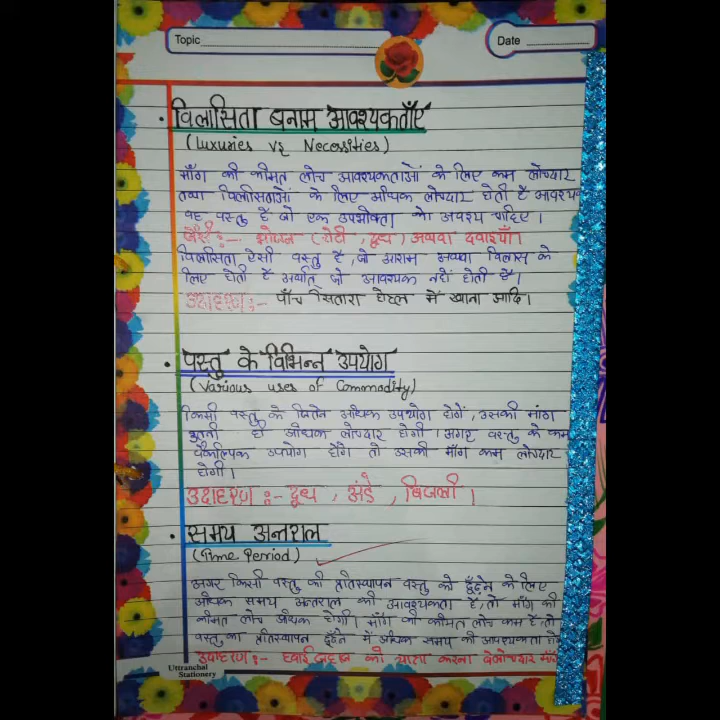 Topic
Date
• विलासिता बनाम आवश्यकताएँ
(Luxuries vs Necessities)
माँग की कीमत लोच आवश्यकताओं के लिए कम लोचदार
तथा विलासिताओं के लिए अधिक लोचदार होती है आवश्यक
वह वस्तु है जो एक उपभोक्ता को अवश्य चाहिए।
जैसे :- भोजन (रोटी, दूध) अथवा दवाइयाँ।
विलासिता ऐसी वस्तु है, जो आराम अथवा विलास के
लिए होती है अर्थात् जो आवश्यक नहीं होती है।
उदाहरण :- पाँच सितारा होटल में खाना आदि।
• वस्तु के विभिन्न उपयोग
(Various uses of Commodity)
किसी वस्तु के जितने अधिक उपयोग होगें, उसकी मांग
उतनी ही अधिक लोचदार होगी। अगर वस्तु के कम
वैकल्पिक उपयोग होंगे तो उसकी माँग कम लोचदार
होगी।
उदाहरण :- दूध, अंडे, बिजली।
• समय अन्तराल
(Time Period)
अगर किसी वस्तु की प्रतिस्थापन वस्तु को ढूँढ़ने के लिए
अधिक समय अन्तराल की आवश्यकता है, तो माँग की
कीमत लोच अधिक होगी। माँग की कीमत लोच कम है, तो
वस्तु का प्रतिस्थापन ढूँढने में अधिक समय की आवश्यकता
उदाहरण :- हवाई जहाज की यात्रा करना बेलोचदार माँग
Uttranchal
Stationery